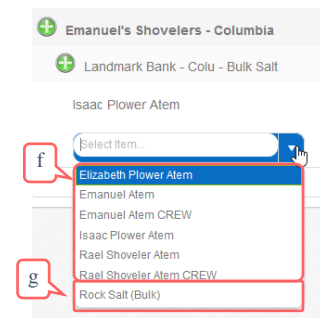 Emanuel's Shovelers - Columbia
Landmark Bank - Colu - Bulk Salt
Isaac Plower Atem
Select Item...
f
Elizabeth Plower Atem
Emanuel Atem
Emanuel Atem CREW
Isaac Plower Atem
Rael Shoveler Atem
Rael Shoveler Atem CREW
g
Rock Salt (Bulk)